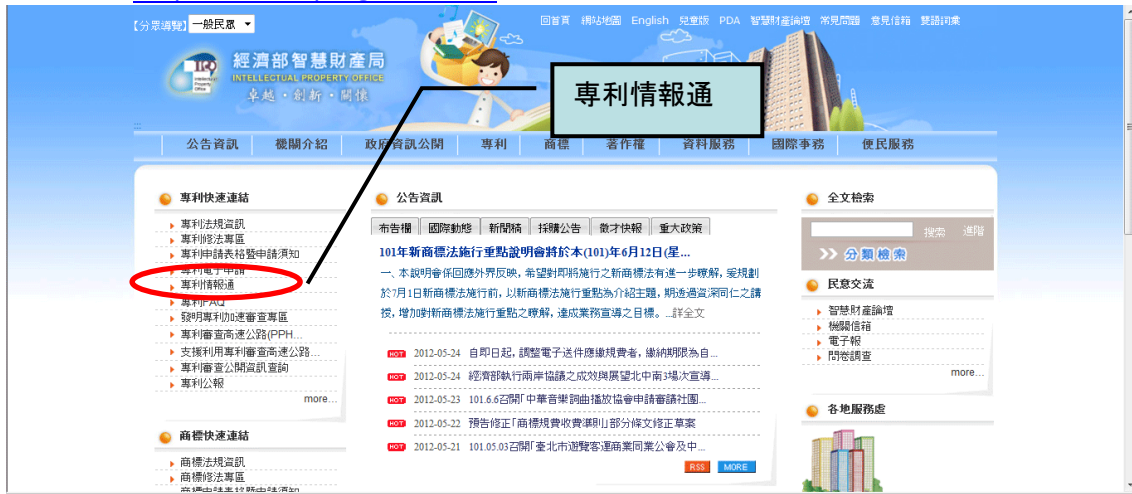 【分眾導覽】 一般民眾
回首頁 網站地圖 English 兒童版 PDA 智慧財產論壇 常見問題 意見信箱 雙語詞彙
經濟部智慧財產局
INTELLECTUAL PROPERTY OFFICE
卓越・創新・關懷
專利情報通
:::
公告資訊 機關介紹 政府資訊公開 專利 商標 著作權 資料服務 國際事務 便民服務
專利快速連結
專利法規資訊
專利修法專區
專利申請表格暨申請須知
專利電子申請
專利情報通
專利FAQ
發明專利加速審查專區
專利審查高速公路(PPH...
支援利用專利審查高速公路...
專利審查公開資訊查詢
專利公報
more...
商標快速連結
商標法規資訊
商標修法專區
商標申請表格暨申請須知
公告資訊
布告欄 國際動態 新聞稿 採購公告 徵才快報 重大政策
101年新商標法施行重點說明會將於本(101)年6月12日(星...
一、本說明會係回應外界反映，希望對即將施行之新商標法有進一步瞭解，爰規劃
於7月1日新商標法施行前，以新商標法施行重點為介紹主題，期透過資深同仁之講
授，增加對新商標法施行重點之瞭解，達成業務宣導之目標。...詳全文
HOT 2012-05-24 自即日起，調整電子送件應繳規費者，繳納期限為自...
HOT 2012-05-24 經濟部執行兩岸協議之成效與展望北中南3場次宣導...
HOT 2012-05-23 101.6.6召開「中華音樂詞曲播放協會申請審議社團...
HOT 2012-05-22 預告修正「商標規費收費準則」部分條文修正草案
HOT 2012-05-21 101.05.03召開「臺北市遊覽客運商業同業公會及中...
RSS MORE
全文檢索
搜索 進階
分類檢索
民意交流
智慧財產論壇
機關信箱
電子報
問卷調查
more...
各地服務處